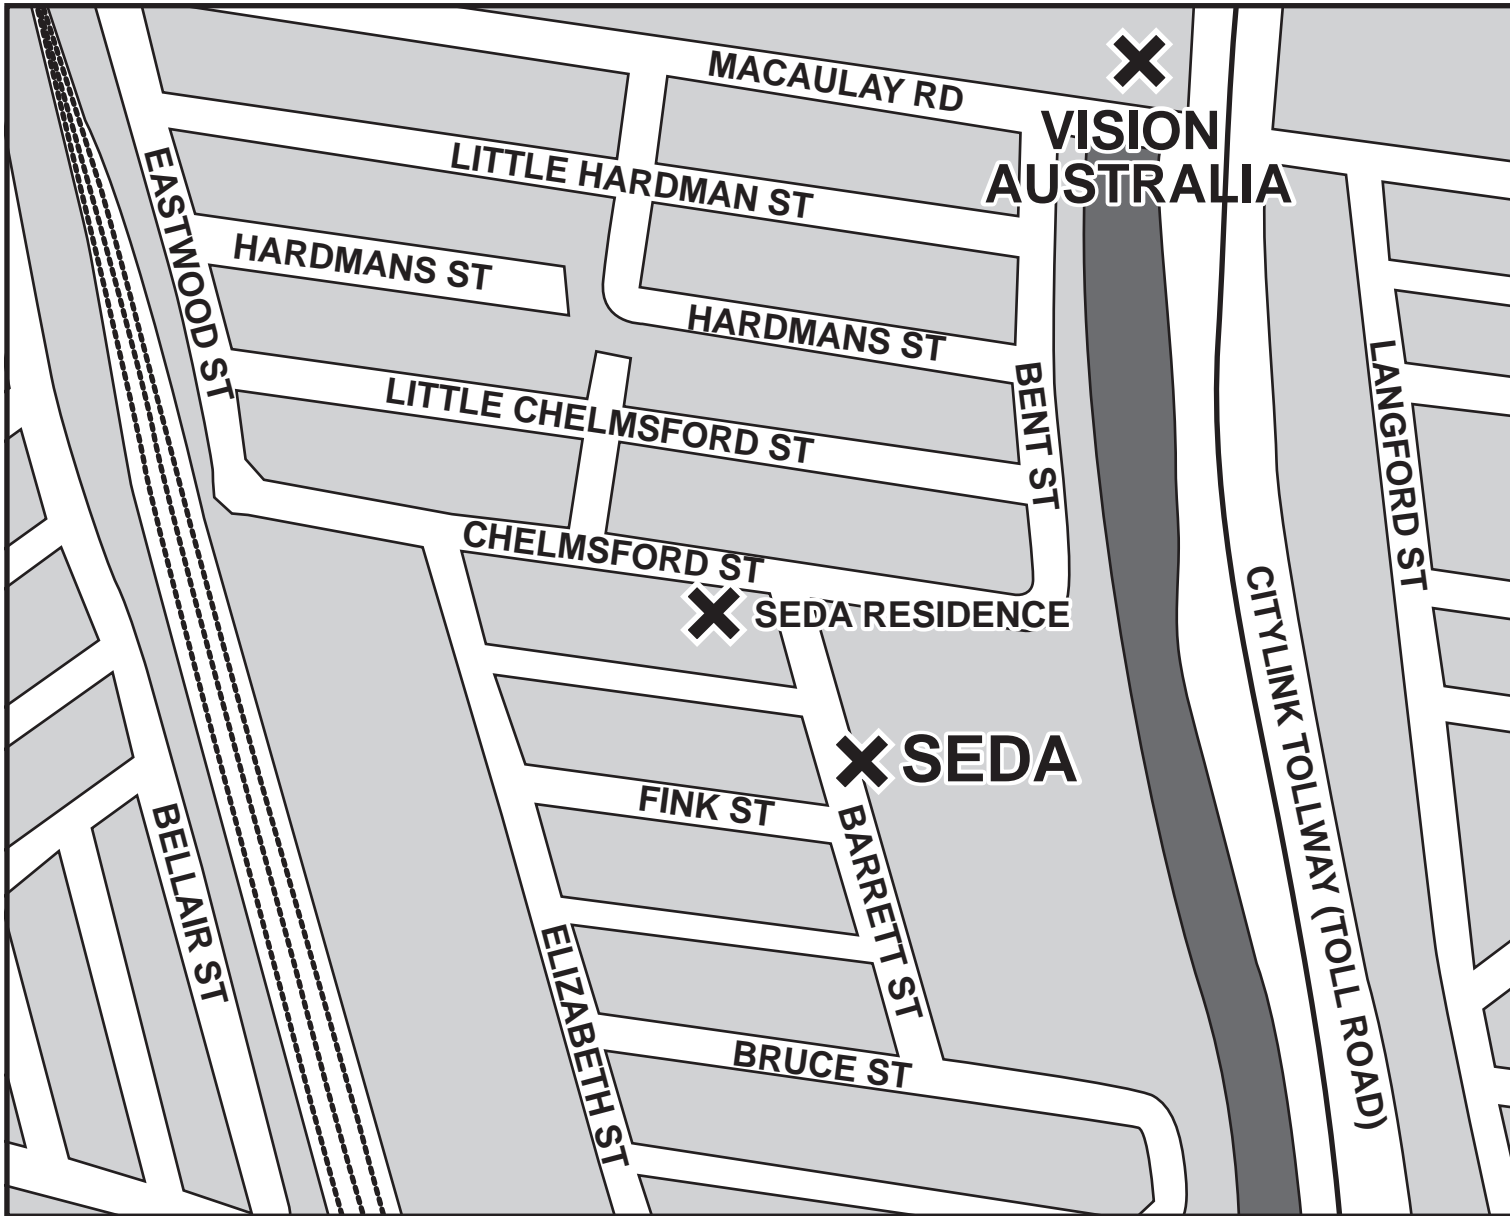 MACAULAY RD
VISION
AUSTRALIA
LITTLE HARDMAN ST
EASTWOOD ST
HARDMANS ST
HARDMANS ST
LITTLE CHELMSFORD ST
BENT ST
LANGFORD ST
CHELMSFORD ST
SEDA RESIDENCE
CITYLINK TOLLWAY (TOLL ROAD)
SEDA
FINK ST
BARRETT ST
BELLAIR ST
ELIZABETH ST
BRUCE ST